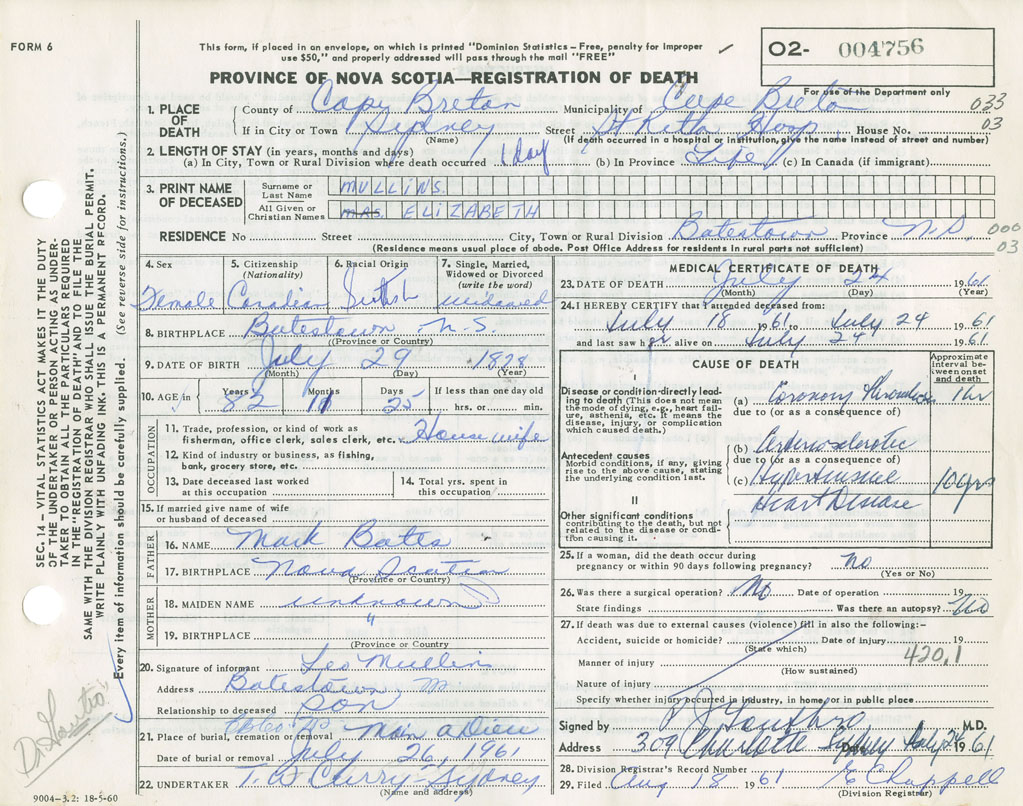 FORM 6
This form, if placed in an envelope, on which is printed "Dominion Statistics – Free, penalty for improper
use $50," and properly addressed will pass through the mail "FREE"
O2- 004756
For use of the Department only
PROVINCE OF NOVA SCOTIA—REGISTRATION OF DEATH
033
03
1. PLACE OF DEATH
County of Cape Breton Municipality of Cape Breton
If in City or Town Sydney (Name) Street St Rita Hosp House No.
(If death occurred in a hospital or institution, give the name instead of street and number)
2. LENGTH OF STAY (in years, months and days)
(a) In City, Town or Rural Division where death occurred 1 day (b) In Province Life (c) In Canada (if immigrant)
3. PRINT NAME OF DECEASED
Surname or Last Name MULLINS
All Given or Christian Names MRS. ELIZABETH
RESIDENCE No Street City, Town or Rural Division Batestown Province N.S.
000
03
(Residence means usual place of abode. Post Office Address for residents in rural parts not sufficient)
4. Sex Female
5. Citizenship (Nationality) Canadian
6. Racial Origin
7. Single, Married, Widowed or Divorced (write the word) widowed
8. BIRTHPLACE Batestown N.S.
(Province or Country)
9. DATE OF BIRTH July 29 1878
(Month) (Day) (Year)
10. AGE in Years 82 Months 11 Days 25 If less than one day old hrs. or min.
OCCUPATION
11. Trade, profession, or kind of work as fisherman, office clerk, sales clerk, etc. House wife
12. Kind of industry or business, as fishing, bank, grocery store, etc.
13. Date deceased last worked at this occupation
14. Total yrs. spent in this occupation
15. If married give name of wife or husband of deceased
FATHER
16. NAME Mark Bates
17. BIRTHPLACE Nova Scotian
(Province or Country)
MOTHER
18. MAIDEN NAME unknown
19. BIRTHPLACE "
(Province or Country)
20. Signature of informant Leo Mullin
Address Batestown, NS
Relationship to deceased son
21. Place of burial, cremation or removal Main a Dieu
Date of burial or removal July 26, 1961
22. UNDERTAKER T. W Curry - Sydney
(Name and address)
9004-3.2: 18-5-60
MEDICAL CERTIFICATE OF DEATH
23. DATE OF DEATH July 24 1961
(Month) (Day) (Year)
24. I HEREBY CERTIFY that I attended deceased from:
July 18 1961 to July 24 1961
and last saw her alive on July 24 1961
CAUSE OF DEATH
Approximate interval between onset and death
I
Disease or condition directly leading to death (This does not mean the mode of dying, e.g., heart failure, asthenia, etc. It means the disease, injury, or complication which caused death.)
(a) Coronary Thrombosis 1 hr
due to (or as a consequence of)
Antecedent causes
Morbid conditions, if any, giving rise to the above cause, stating the underlying condition last.
(b) Arteriosclerotic
due to (or as a consequence of)
(c) Hypertensive 10 yrs
Heart Disease
II
Other significant conditions
contributing to the death, but not related to the disease or condition causing it.
25. If a woman, did the death occur during
pregnancy or within 90 days following pregnancy? No
(Yes or No)
26. Was there a surgical operation? No Date of operation 19
State findings Was there an autopsy? No
27. If death was due to external causes (violence) fill in also the following:-
Accident, suicide or homicide? Date of injury 19
(State which)
420.1
Manner of injury
(How sustained)
Nature of injury
Specify whether injury occurred in industry, in home, or in public place
Signed by M.D.
Address 309 Charlotte Sydney Date July 26 1961
28. Division Registrar's Record Number
29. Filed Aug 18 1961 E Chappell
(Division Registrar)
SEC. 14 – VITAL STATISTICS ACT MAKES IT THE DUTY
OF THE UNDERTAKER OR PERSON ACTING AS UNDER-
TAKER TO OBTAIN ALL THE PARTICULARS REQUIRED
IN THE "REGISTRATION OF DEATH" AND TO FILE THE
SAME WITH THE DIVISION REGISTRAR WHO SHALL ISSUE THE BURIAL PERMIT.
WRITE PLAINLY WITH UNFADING INK. THIS IS A PERMANENT RECORD.
Every item of information should be carefully supplied. (See reverse side for instructions.)